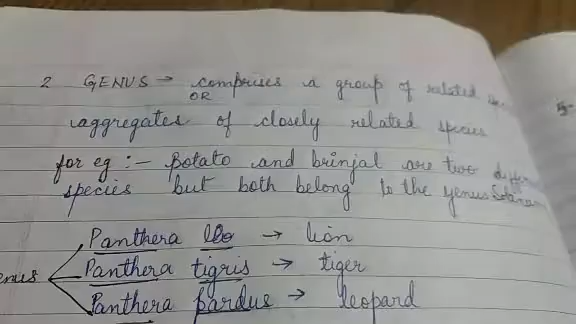 2 GENUS → comprises a group of related
OR
aggregates of closely related species
for eg :- Potato and brinjal are two
species but both belong to the genus
Panthera leo → lion
Panthera tigris → tiger
Panthera pardus → leopard